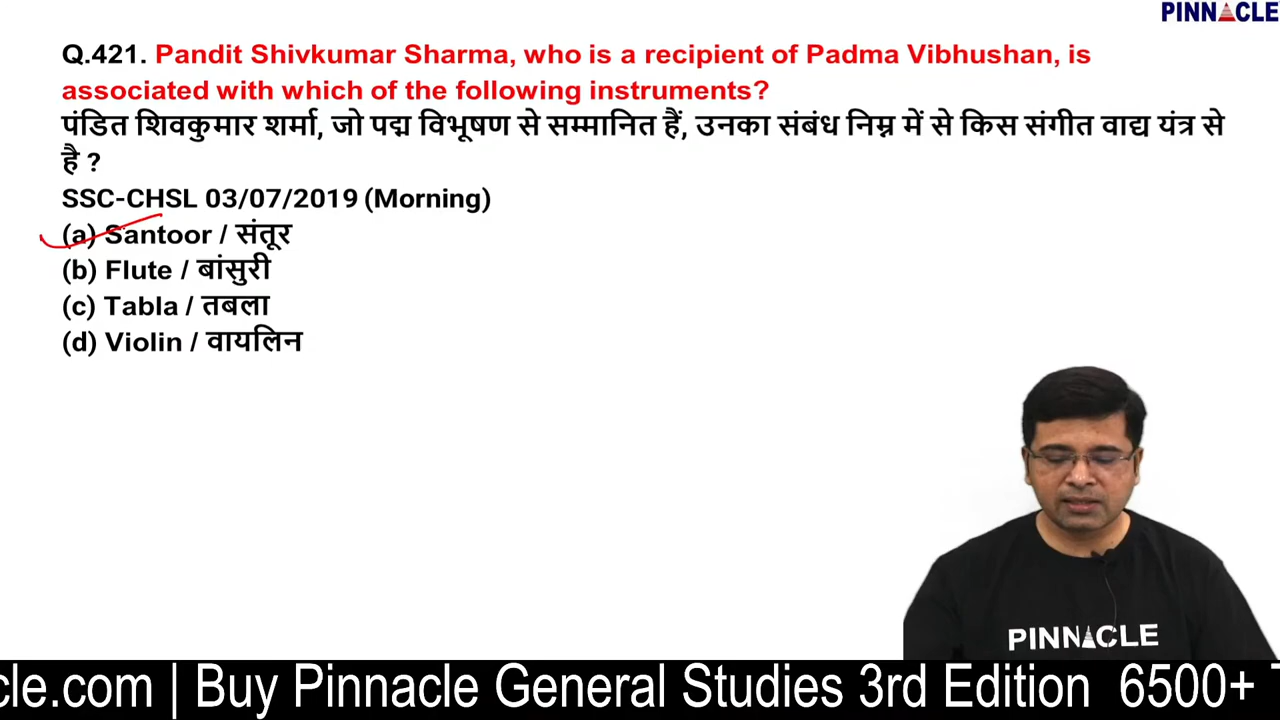 PINNACLE
Q.421. Pandit Shivkumar Sharma, who is a recipient of Padma Vibhushan, is
associated with which of the following instruments?
पंडित शिवकुमार शर्मा, जो पद्म विभूषण से सम्मानित हैं, उनका संबंध निम्न में से किस संगीत वाद्य यंत्र से
है ?
SSC-CHSL 03/07/2019 (Morning)
(a) Santoor / संतूर
(b) Flute / बांसुरी
(c) Tabla / तबला
(d) Violin / वायलिन
PINNACLE
cle.com | Buy Pinnacle General Studies 3rd Edition 6500+